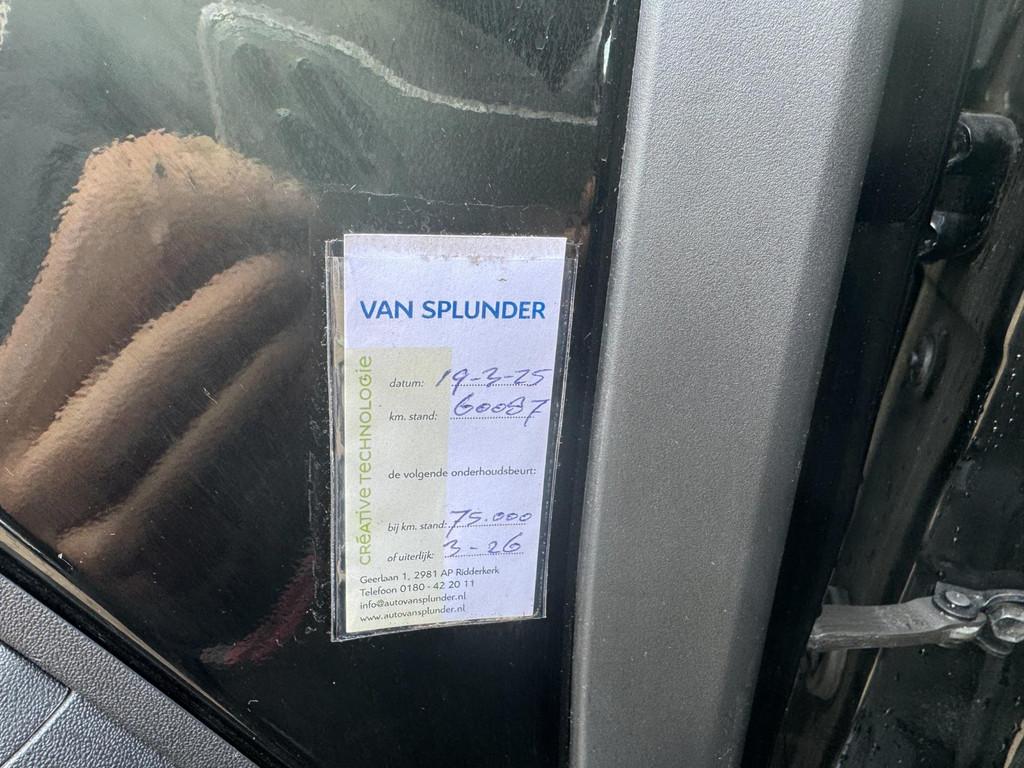 VAN SPLUNDER
CRÉATIVE TECHNOLOGIE
datum: 19-3-25
km. stand: 60087
de volgende onderhoudsbeurt:
bij km. stand: 75.000
of uiterlijk: 3-26
Geerlaan 1, 2981 AP Ridderkerk
Telefoon 0180 - 42 20 11
info@autovansplunder.nl
www.autovansplunder.nl